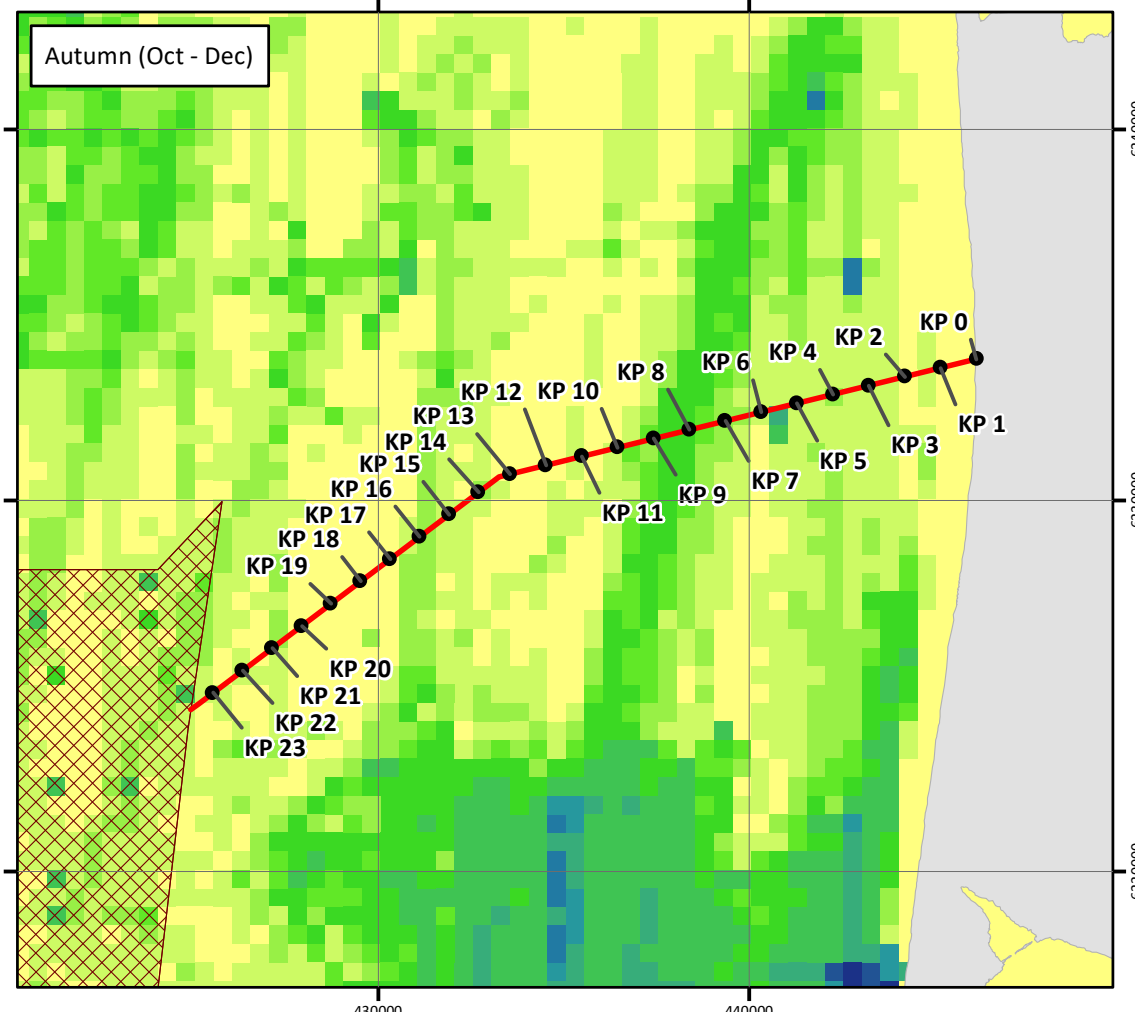 Autumn (Oct - Dec)
KP 0
KP 2
KP 4
KP 6
KP 8
KP 10
KP 12
KP 13
KP 14
KP 15
KP 16
KP 17
KP 18
KP 19
KP 1
KP 3
KP 5
KP 7
KP 9
KP 11
KP 20
KP 21
KP 22
KP 23
440000